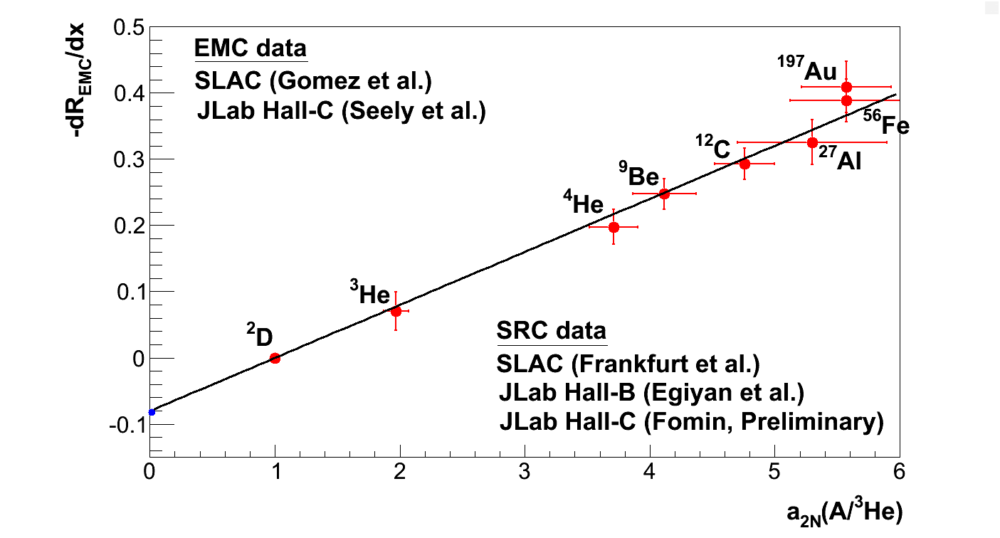 -dR_EMC/dx
0.5
0.4
0.3
0.2
0.1
0
-0.1
EMC data
SLAC (Gomez et al.)
JLab Hall-C (Seely et al.)
¹⁹⁷Au
⁵⁶Fe
²⁷Al
¹²C
⁹Be
⁴He
³He
²D
SRC data
SLAC (Frankfurt et al.)
JLab Hall-B (Egiyan et al.)
JLab Hall-C (Fomin, Preliminary)
0 1 2 3 4 5 6
a_2N(A/³He)